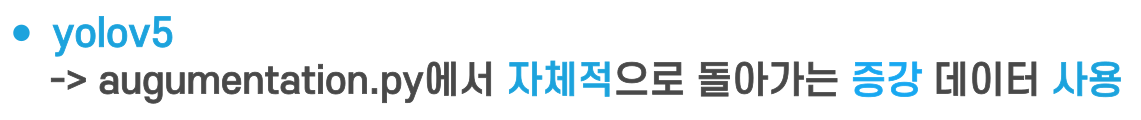 • yolov5
-> augumentation.py에서 자체적으로 돌아가는 증강 데이터 사용